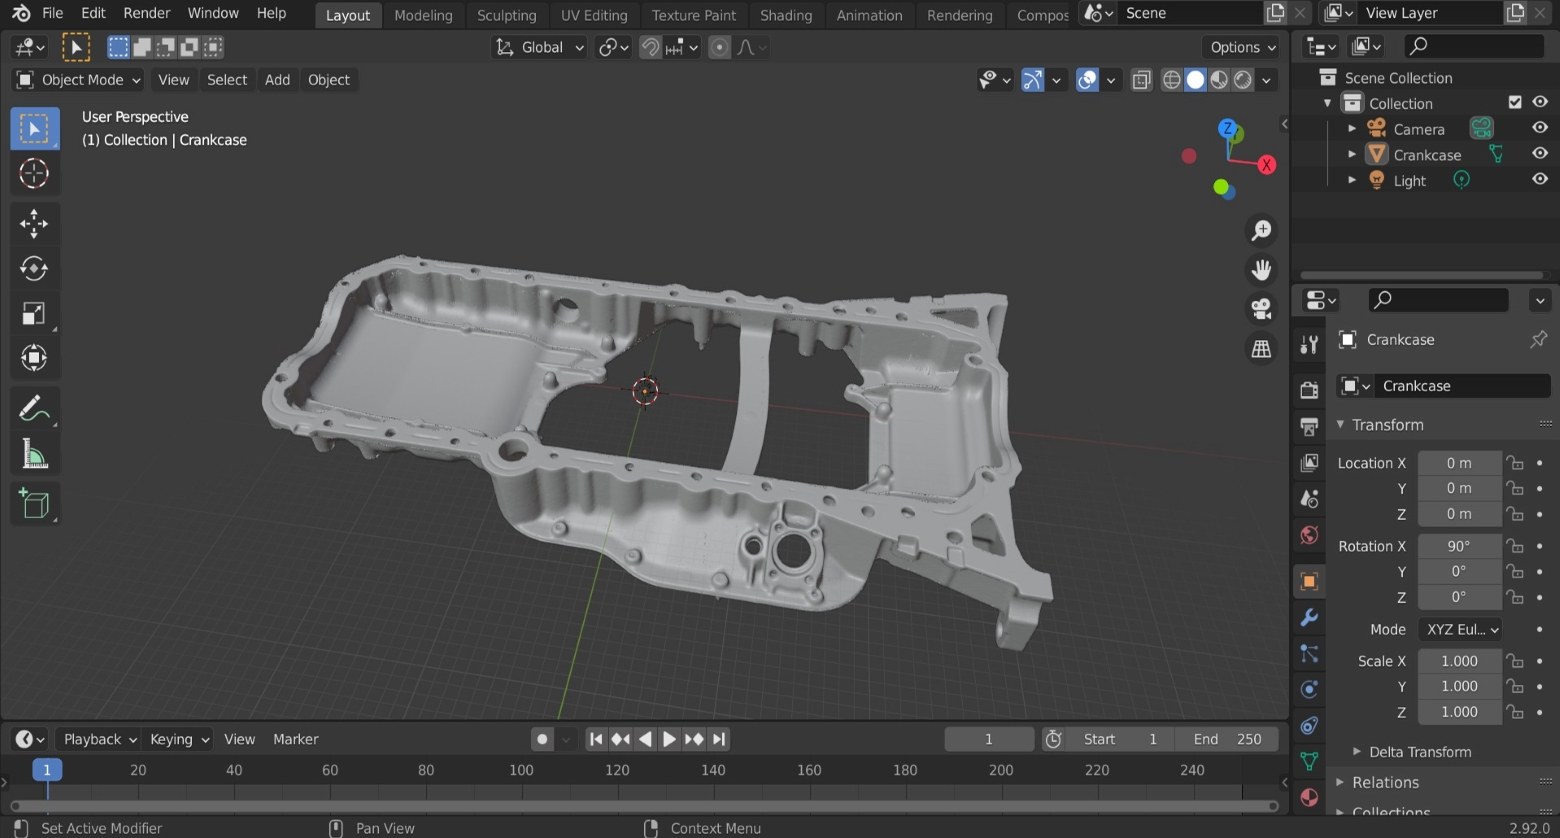 File Edit Render Window Help Layout Modeling Sculpting UV Editing Texture Paint Shading Animation Rendering Compos Scene View Layer
Global Options
Object Mode View Select Add Object
User Perspective
(1) Collection | Crankcase
Z
X
Scene Collection
Collection
Camera
Crankcase
Light
Crankcase
Crankcase
Transform
Location X 0 m
Y 0 m
Z 0 m
Rotation X 90°
Y 0°
Z 0°
Mode XYZ Eul...
Scale X 1.000
Y 1.000
Z 1.000
Delta Transform
Relations
Collections
Playback Keying View Marker 1 Start 1 End 250
1 20 40 60 80 100 120 140 160 180 200 220 240
Set Active Modifier Pan View Context Menu 2.92.0